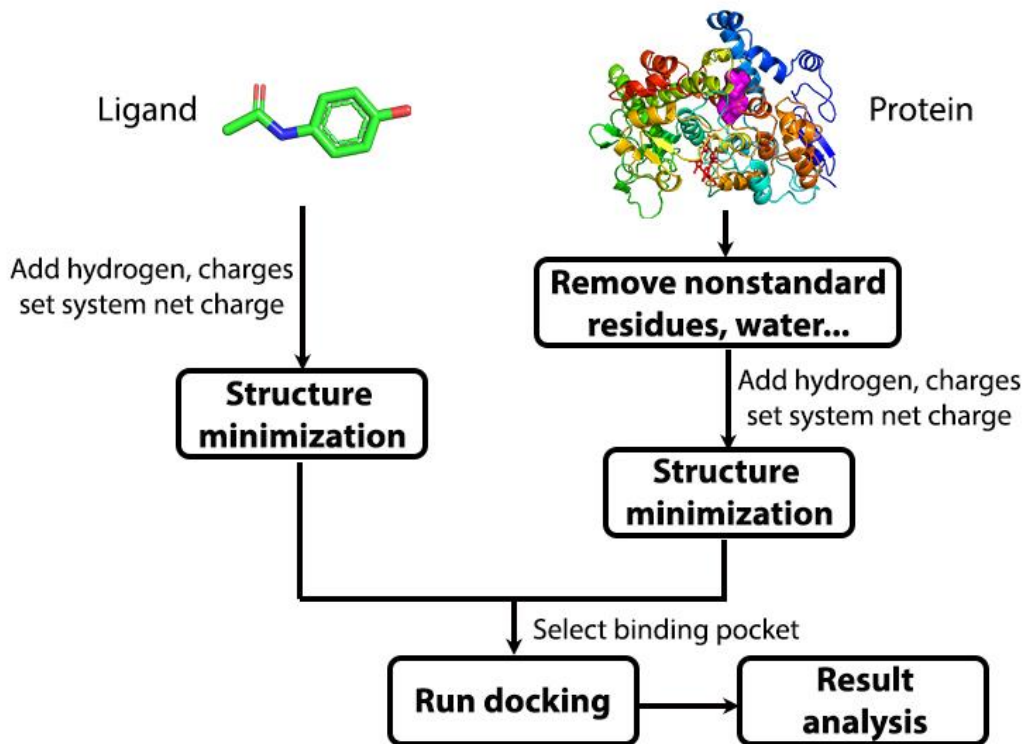 Ligand
Protein
Add hydrogen, charges
set system net charge
Remove nonstandard
residues, water...
Structure
minimization
Add hydrogen, charges
set system net charge
Structure
minimization
Select binding pocket
Run docking
Result
analysis